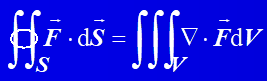 ∯_S F⃗ · dS⃗ = ∭_V ∇ · F⃗ dV